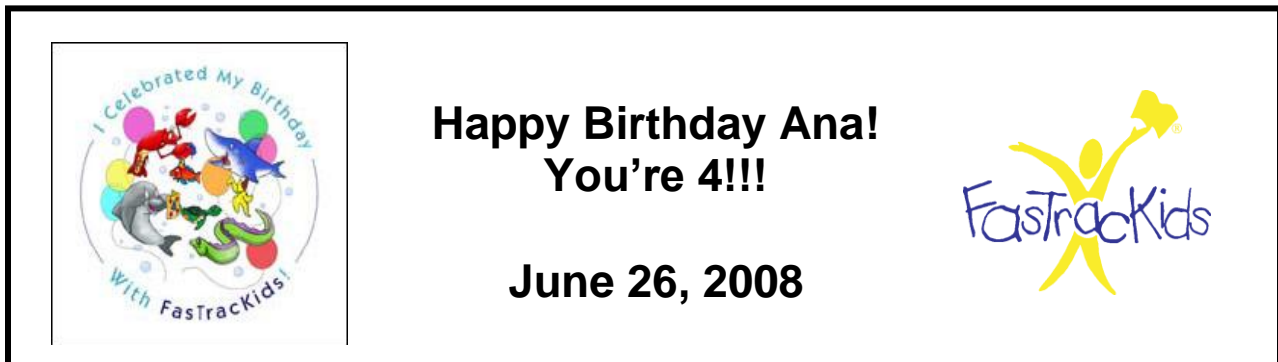 I Celebrated My Birthday
With FasTracKids!
Happy Birthday Ana!
You're 4!!!
June 26, 2008
FasTracKids®